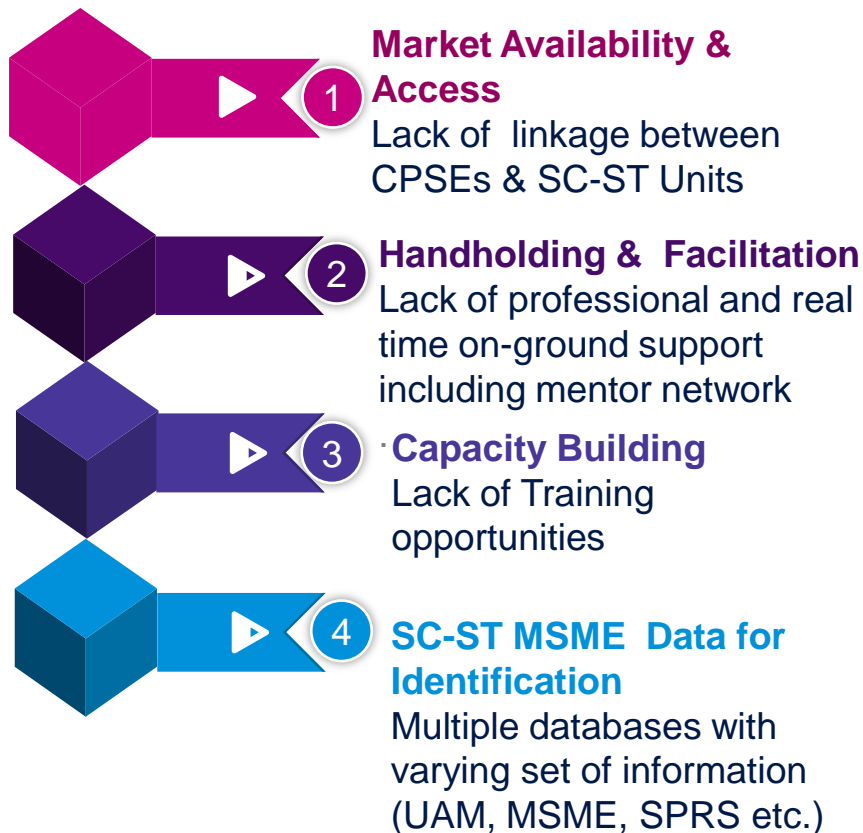 1
Market Availability &
Access
Lack of linkage between
CPSEs & SC-ST Units
2
Handholding & Facilitation
Lack of professional and real
time on-ground support
including mentor network
3
Capacity Building
Lack of Training
opportunities
4
SC-ST MSME Data for
Identification
Multiple databases with
varying set of information
(UAM, MSME, SPRS etc.)